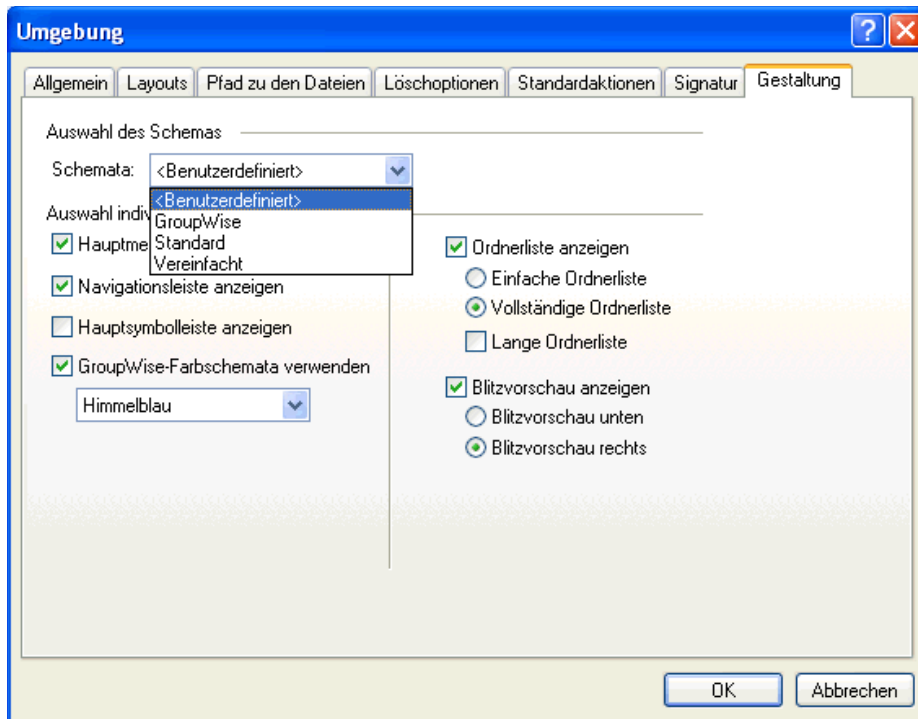 Umgebung
Allgemein Layouts Pfad zu den Dateien Löschoptionen Standardaktionen Signatur Gestaltung
Auswahl des Schemas
Schemata: <Benutzerdefiniert>
<Benutzerdefiniert>
GroupWise
Standard
Vereinfacht
Auswahl
Navigationsleiste anzeigen
Hauptsymbolleiste anzeigen
GroupWise-Farbschemata verwenden
Himmelblau
Ordnerliste anzeigen
Einfache Ordnerliste
Vollständige Ordnerliste
Lange Ordnerliste
Blitzvorschau anzeigen
Blitzvorschau unten
Blitzvorschau rechts
OK Abbrechen